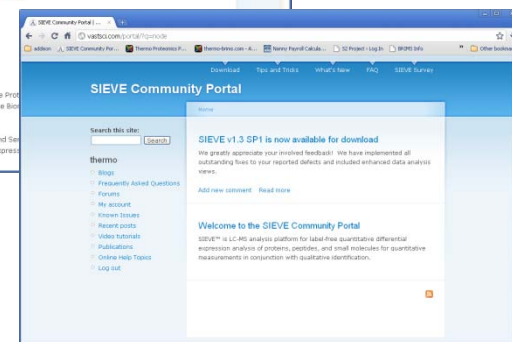 SIEVE Community Portal | ...
vastsci.com/portal/?q=node
addison
SIEVE Community Por...
Thermo Proteomics F...
thermo-brims.com - A...
Nanny Payroll Calcula...
S2 Project › Log In
BRIMS Info
Other bookmar
Download Tips and Tricks What's New FAQ SIEVE Survey
SIEVE Community Portal
Home
Search this site:
Search
thermo
Blogs
Frequently Asked Questions
Forums
My account
Known Issues
Recent posts
Video tutorials
Publications
Online Help Topics
Log out
SIEVE v1.3 SP1 is now available for download
We greatly appreciate your involved feedback! We have implemented all
outstanding fixes to your reported defects and included enhanced data analysis
views.
Add new comment Read more
Welcome to the SIEVE Community Portal
SIEVE™ is LC-MS analysis platform for label-free quantitative differential
expression analysis of proteins, peptides, and small molecules for quantitative
measurements in conjunction with qualitative identification.